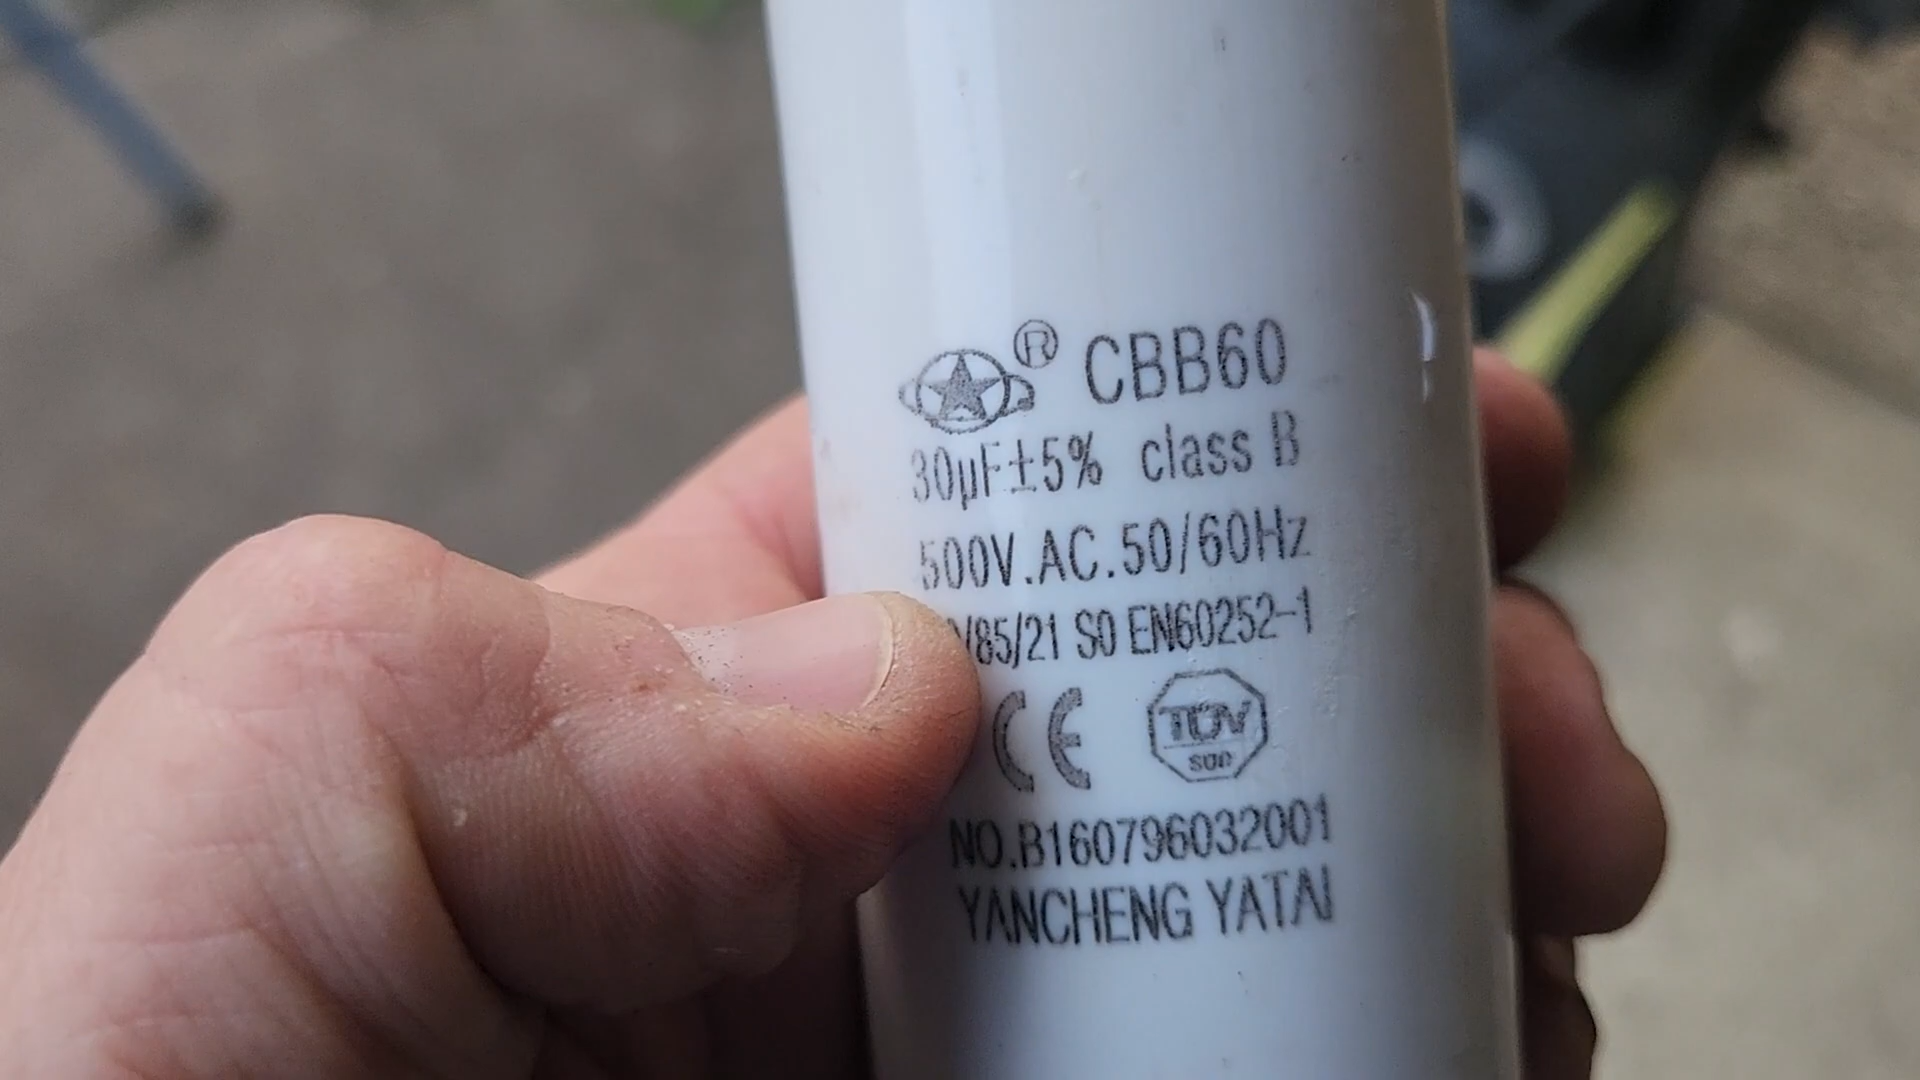 ® CBB60
30µF±5% class B
500V.AC.50/60Hz
/85/21 S0 EN60252-1
CE TÜV SÜD
NO.B160796032001
YANCHENG YATAI